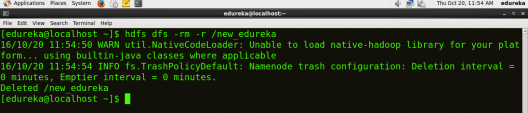 Applications Places System
Thu Oct 20, 11:54 AM edureka
edureka@localhost:~
File Edit View Search Terminal Help
[edureka@localhost ~]$ hdfs dfs -rm -r /new_edureka
16/10/20 11:54:50 WARN util.NativeCodeLoader: Unable to load native-hadoop library for your plat
form... using builtin-java classes where applicable
16/10/20 11:54:54 INFO fs.TrashPolicyDefault: Namenode trash configuration: Deletion interval =
0 minutes, Emptier interval = 0 minutes.
Deleted /new_edureka
[edureka@localhost ~]$